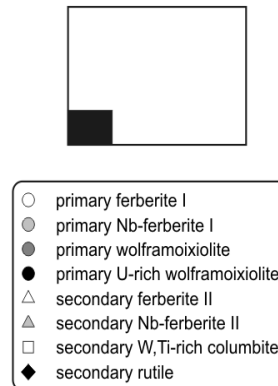 primary ferberite I
primary Nb-ferberite I
primary wolframoixiolite
primary U-rich wolframoixiolite
secondary ferberite II
secondary Nb-ferberite II
secondary W,Ti-rich columbite
secondary rutile